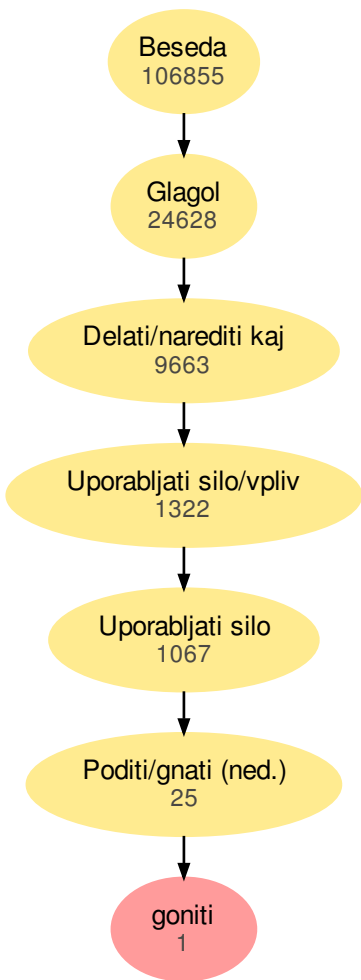 Beseda
106855
Glagol
24628
Delati/narediti kaj
9663
Uporabljati silo/vpliv
1322
Uporabljati silo
1067
Poditi/gnati (ned.)
25
goniti
1